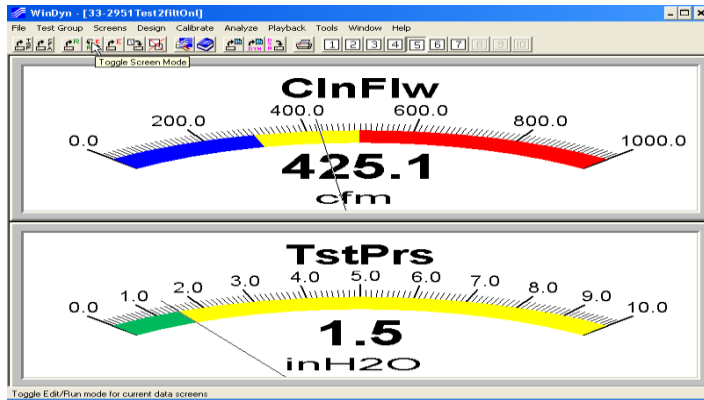 WinDyn - [33-2951Test2filtOnl]
File Test Group Screens Design Calibrate Analyze Playback Tools Window Help
1 2 3 4 5 6 7 8 9 10
Toggle Screen Mode
ClnFlw
0.0 200.0 400.0 600.0 800.0 1000.0
425.1
cfm
TstPrs
0.0 1.0 2.0 3.0 4.0 5.0 6.0 7.0 8.0 9.0 10.0
1.5
inH2O
Toggle Edit/Run mode for current data screens